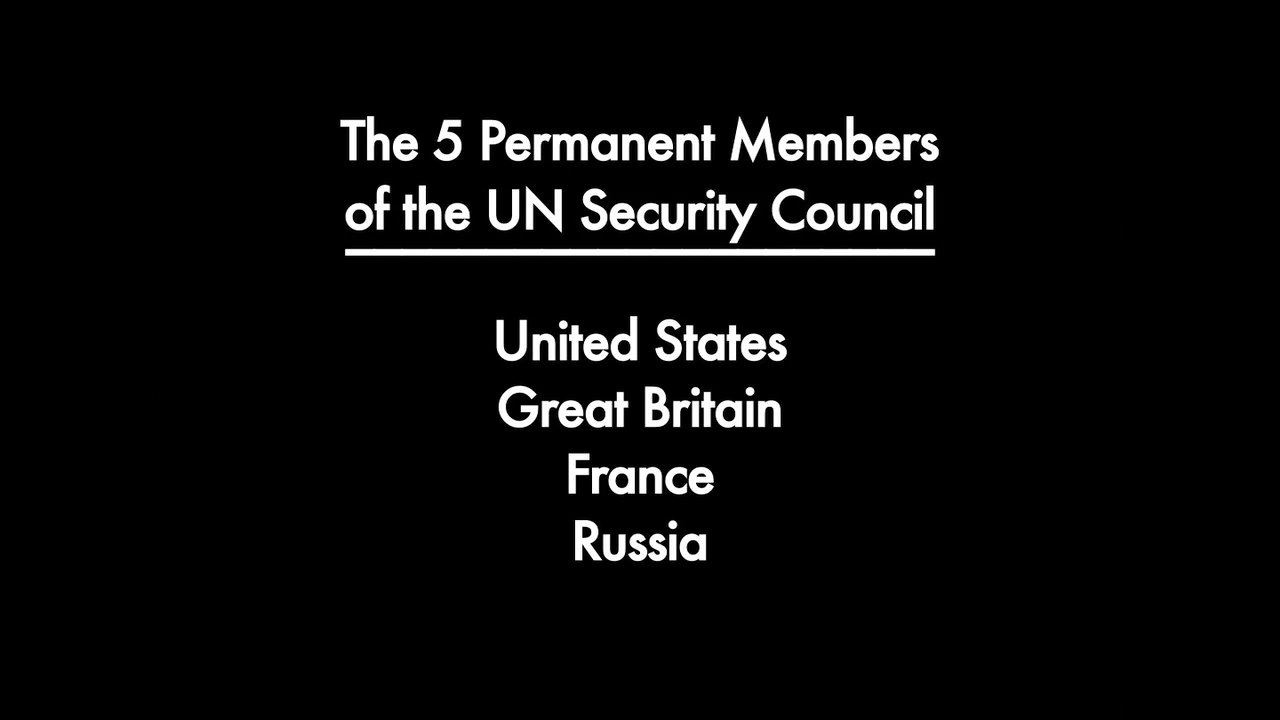 The 5 Permanent Members
of the UN Security Council
United States
Great Britain
France
Russia